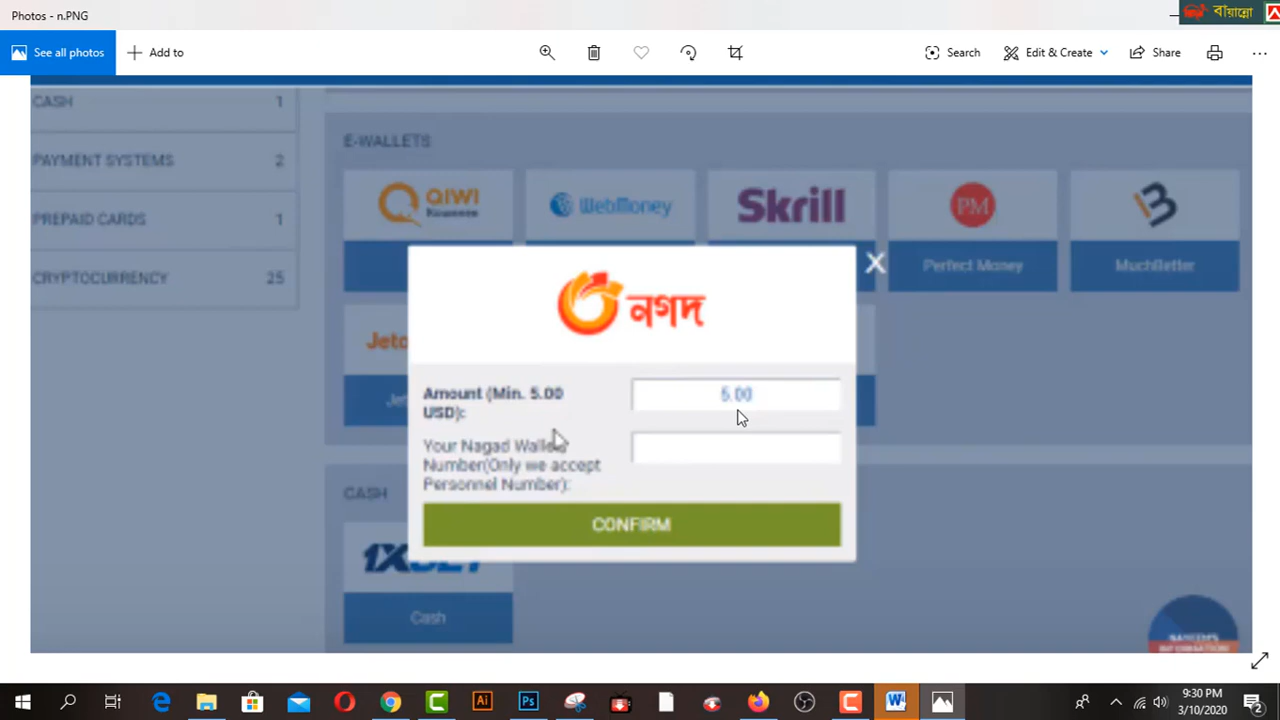 Photos - n.PNG
বায়ান্নো
See all photos
Add to
Search
Edit & Create
Share
CASH 1
PAYMENT SYSTEMS 2
PREPAID CARDS 1
CRYPTOCURRENCY 25
E-WALLETS
QIWI
WebMoney
Skrill
PM
Perfect Money
MuchBetter
X
নগদ
Amount (Min. 5.00
USD):
5.00
Your Nagad Wallet
Number(Only we accept
Personnel Number):
CONFIRM
CASH
1XBET
Cash
9:30 PM
3/10/2020
2